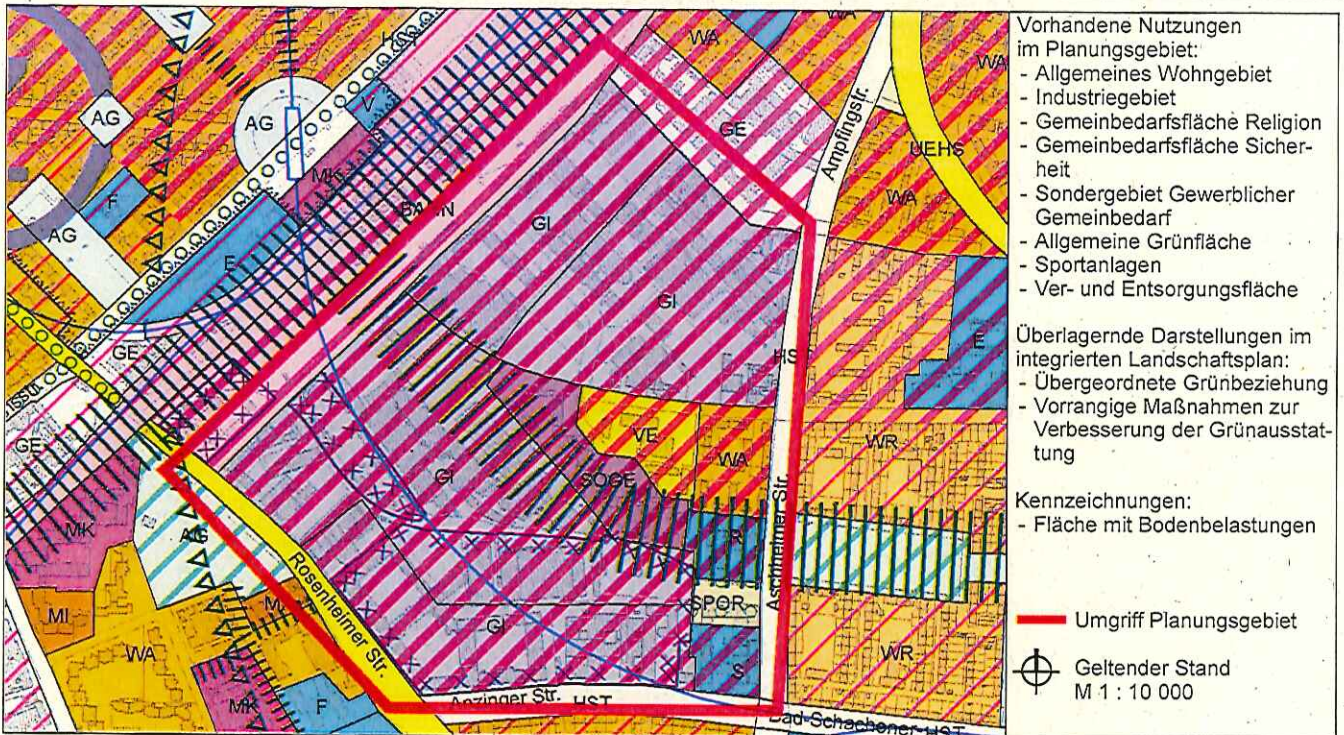 Vorhandene Nutzungen
im Planungsgebiet:
- Allgemeines Wohngebiet
- Industriegebiet
- Gemeinbedarfsfläche Religion
- Gemeinbedarfsfläche Sicher-
heit
- Sondergebiet Gewerblicher
Gemeinbedarf
- Allgemeine Grünfläche
- Sportanlagen
- Ver- und Entsorgungsfläche
Überlagernde Darstellungen im
integrierten Landschaftsplan:
- Übergeordnete Grünbeziehung
- Vorrangige Maßnahmen zur
Verbesserung der Grünausstat-
tung
Kennzeichnungen:
- Fläche mit Bodenbelastungen
Umgriff Planungsgebiet
Geltender Stand
M 1 : 10 000
WA
WA
WA
HST
V
AG
AG
GE
Ampfingstr.
UEHS
MK
WA
F
BAHN
GI
AG
E
GI
E
GE
HST
GE
VE
WA
WR
SOGE
GI
MK
AG
R
Aschheimer Str.
Rosenheimer Str.
SPOR
MI
GI
WA
S
WR
MK
F
Anzinger Str.
HST
Bad-Schachener-HST